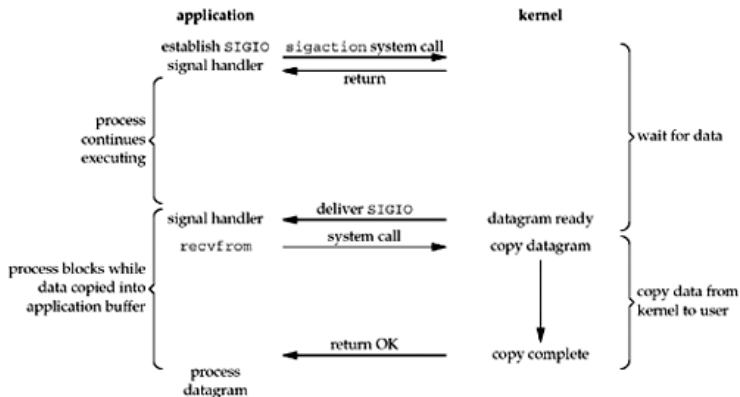 application kernel
establish SIGIO sigaction system call
signal handler
return
process
continues
executing
wait for data
deliver SIGIO
signal handler datagram ready
system call
recvfrom copy datagram
process blocks while
data copied into
application buffer
copy data from
kernel to user
return OK
copy complete
process
datagram